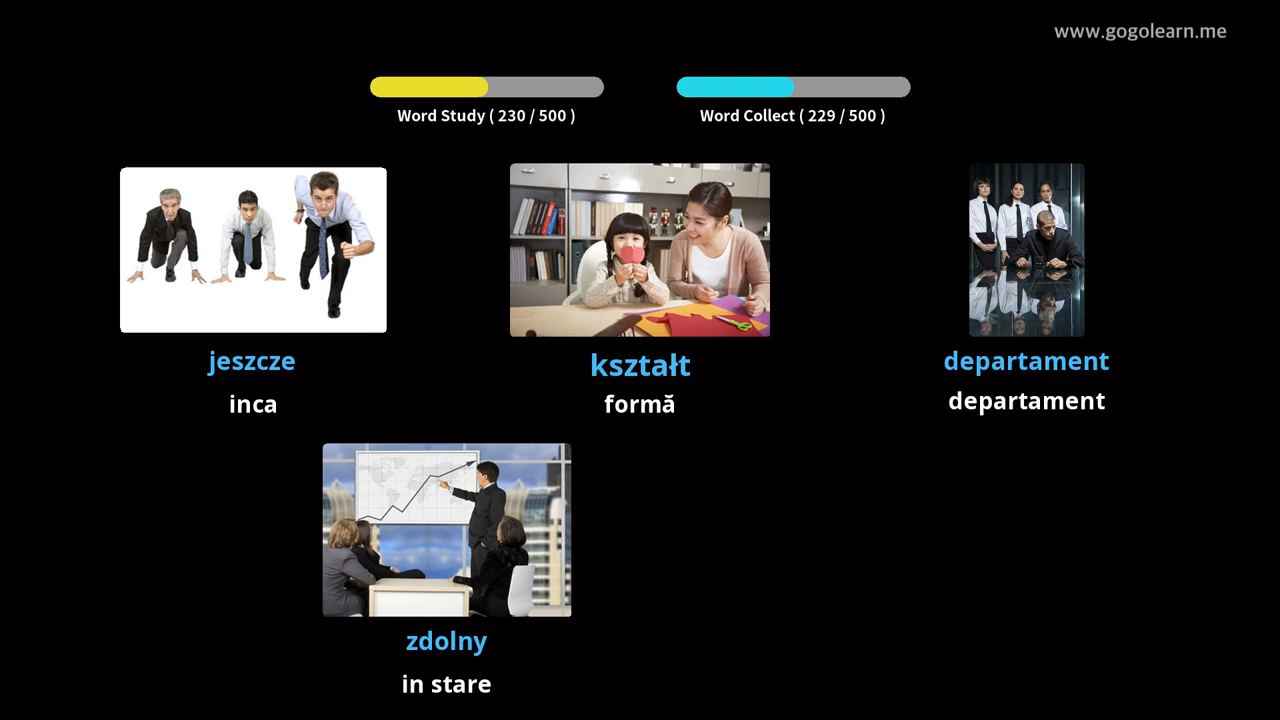 www.gogolearn.me
Word Study ( 230 / 500 )
Word Collect ( 229 / 500 )
jeszcze
inca
kształt
formă
departament
departament
zdolny
in stare